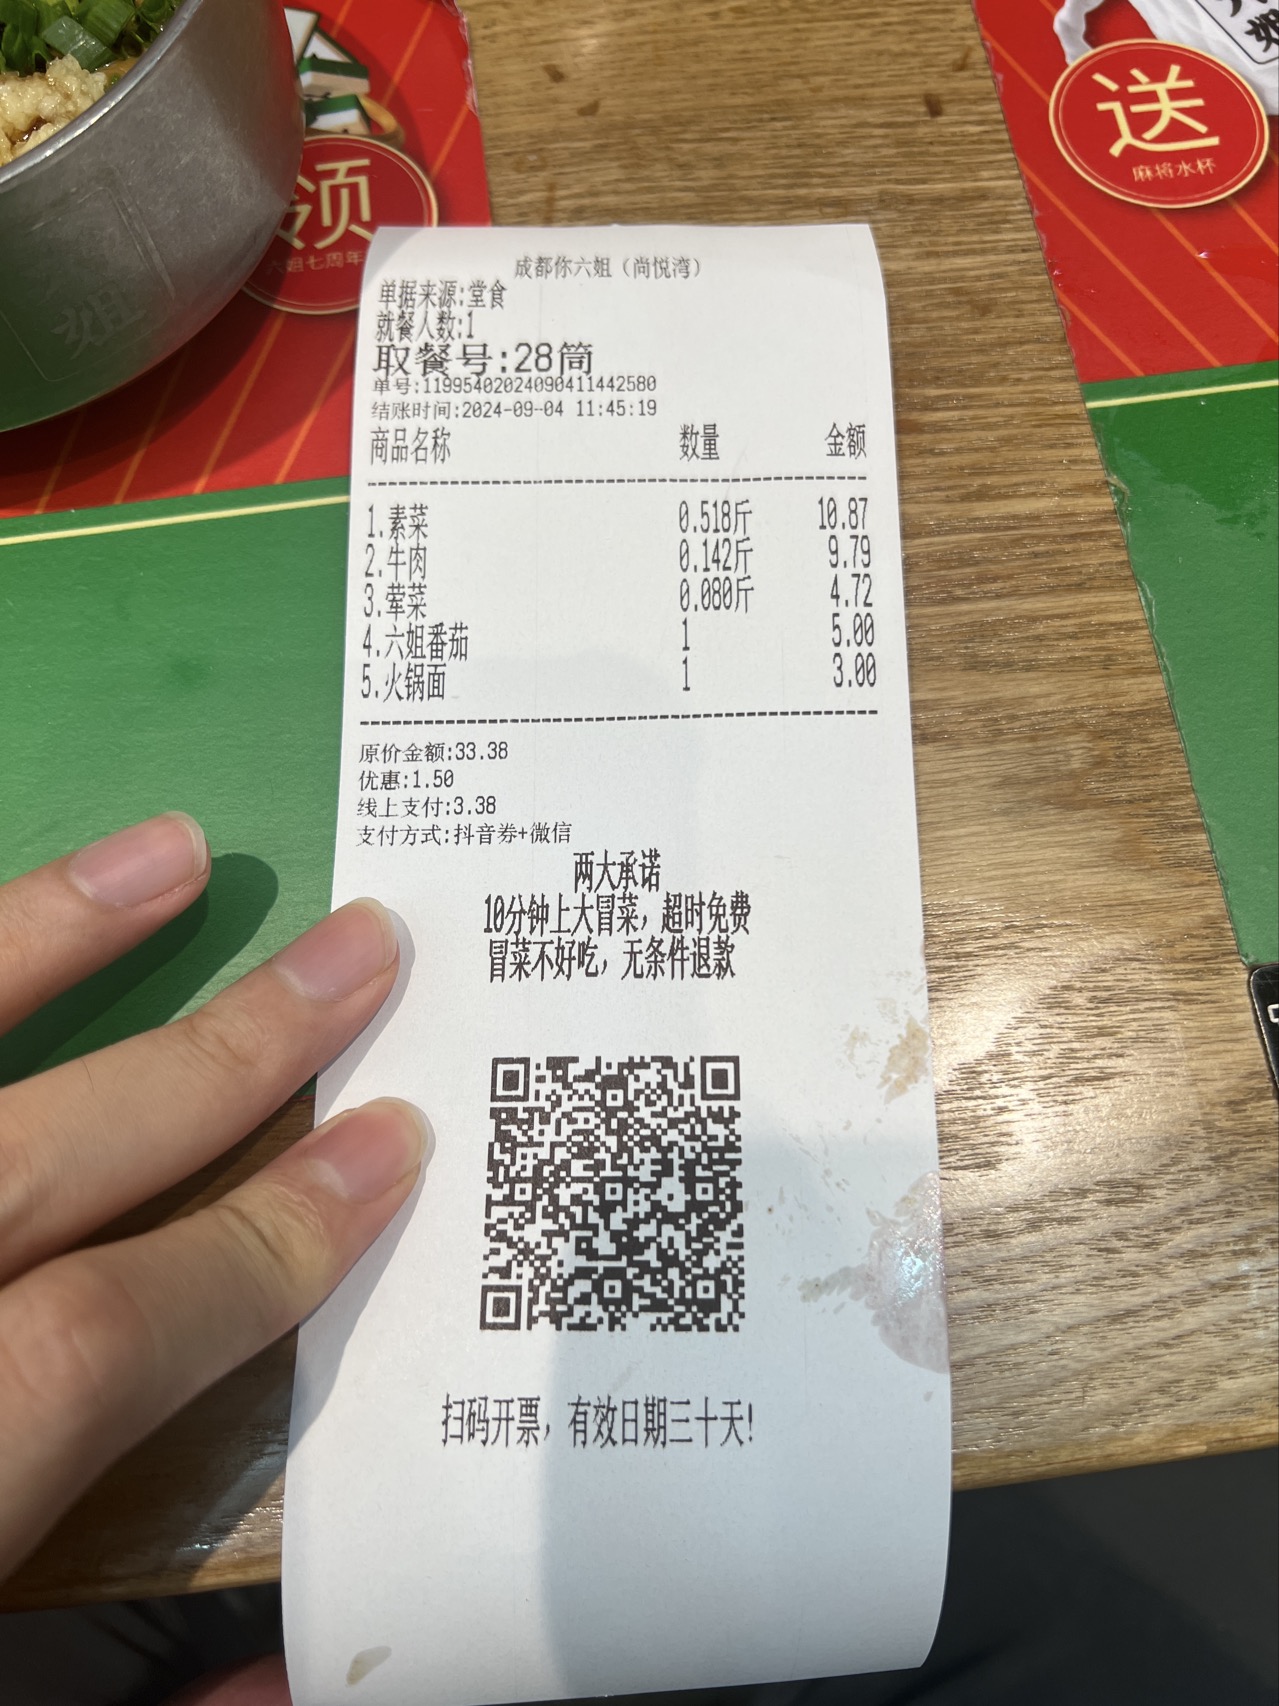 送
麻将水杯
领
六姐七周年
姐
成都你六姐（尚悦湾）
单据来源:堂食
就餐人数:1
取餐号:28筒
单号:11995402024090411442580
结账时间:2024-09-04 11:45:19
商品名称 数量 金额
1.素菜 0.518斤 10.87
2.牛肉 0.142斤 9.79
3.荤菜 0.080斤 4.72
4.六姐番茄 1 5.00
5.火锅面 1 3.00
原价金额:33.38
优惠:1.50
线上支付:3.38
支付方式:抖音券+微信
两大承诺
10分钟上大冒菜，超时免费
冒菜不好吃，无条件退款
扫码开票，有效日期三十天!